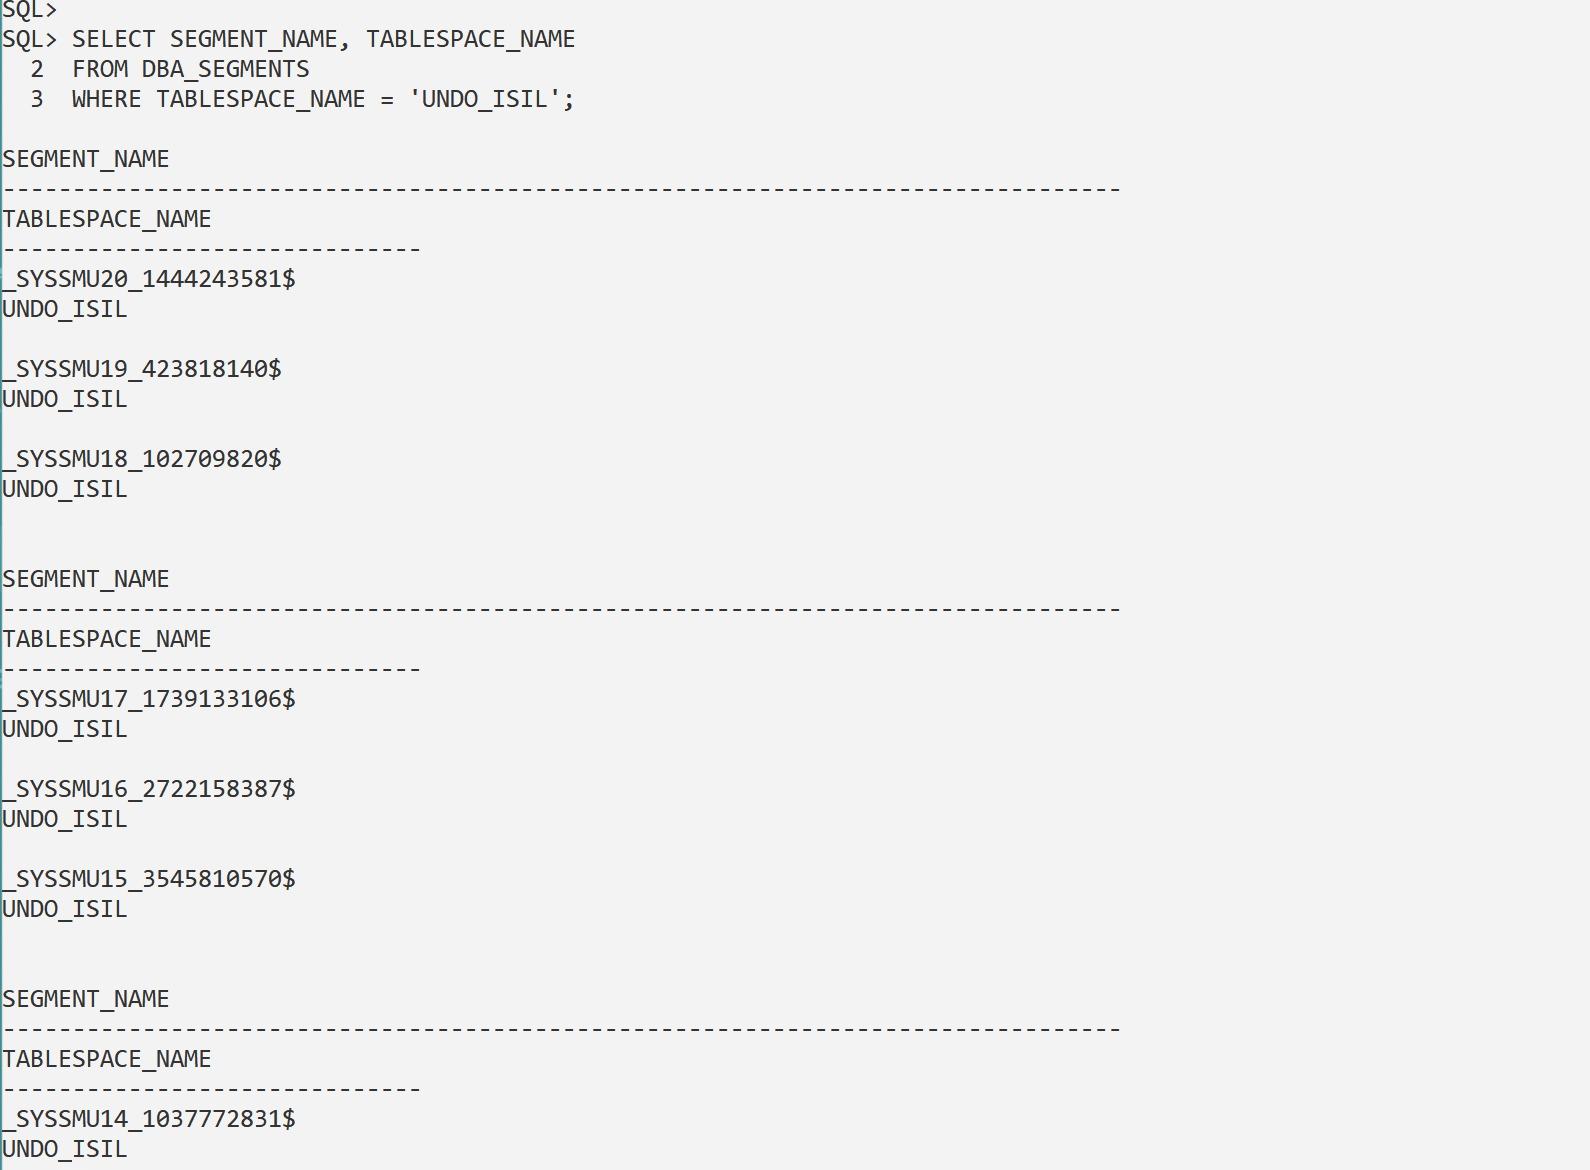 SQL>
SQL> SELECT SEGMENT_NAME, TABLESPACE_NAME
  2  FROM DBA_SEGMENTS
  3  WHERE TABLESPACE_NAME = 'UNDO_ISIL';
SEGMENT_NAME
--------------------------------------------------------------------------------
TABLESPACE_NAME
------------------------------
_SYSSMU20_1444243581$
UNDO_ISIL
_SYSSMU19_423818140$
UNDO_ISIL
_SYSSMU18_102709820$
UNDO_ISIL
SEGMENT_NAME
--------------------------------------------------------------------------------
TABLESPACE_NAME
------------------------------
_SYSSMU17_1739133106$
UNDO_ISIL
_SYSSMU16_2722158387$
UNDO_ISIL
_SYSSMU15_3545810570$
UNDO_ISIL
SEGMENT_NAME
--------------------------------------------------------------------------------
TABLESPACE_NAME
------------------------------
_SYSSMU14_1037772831$
UNDO_ISIL